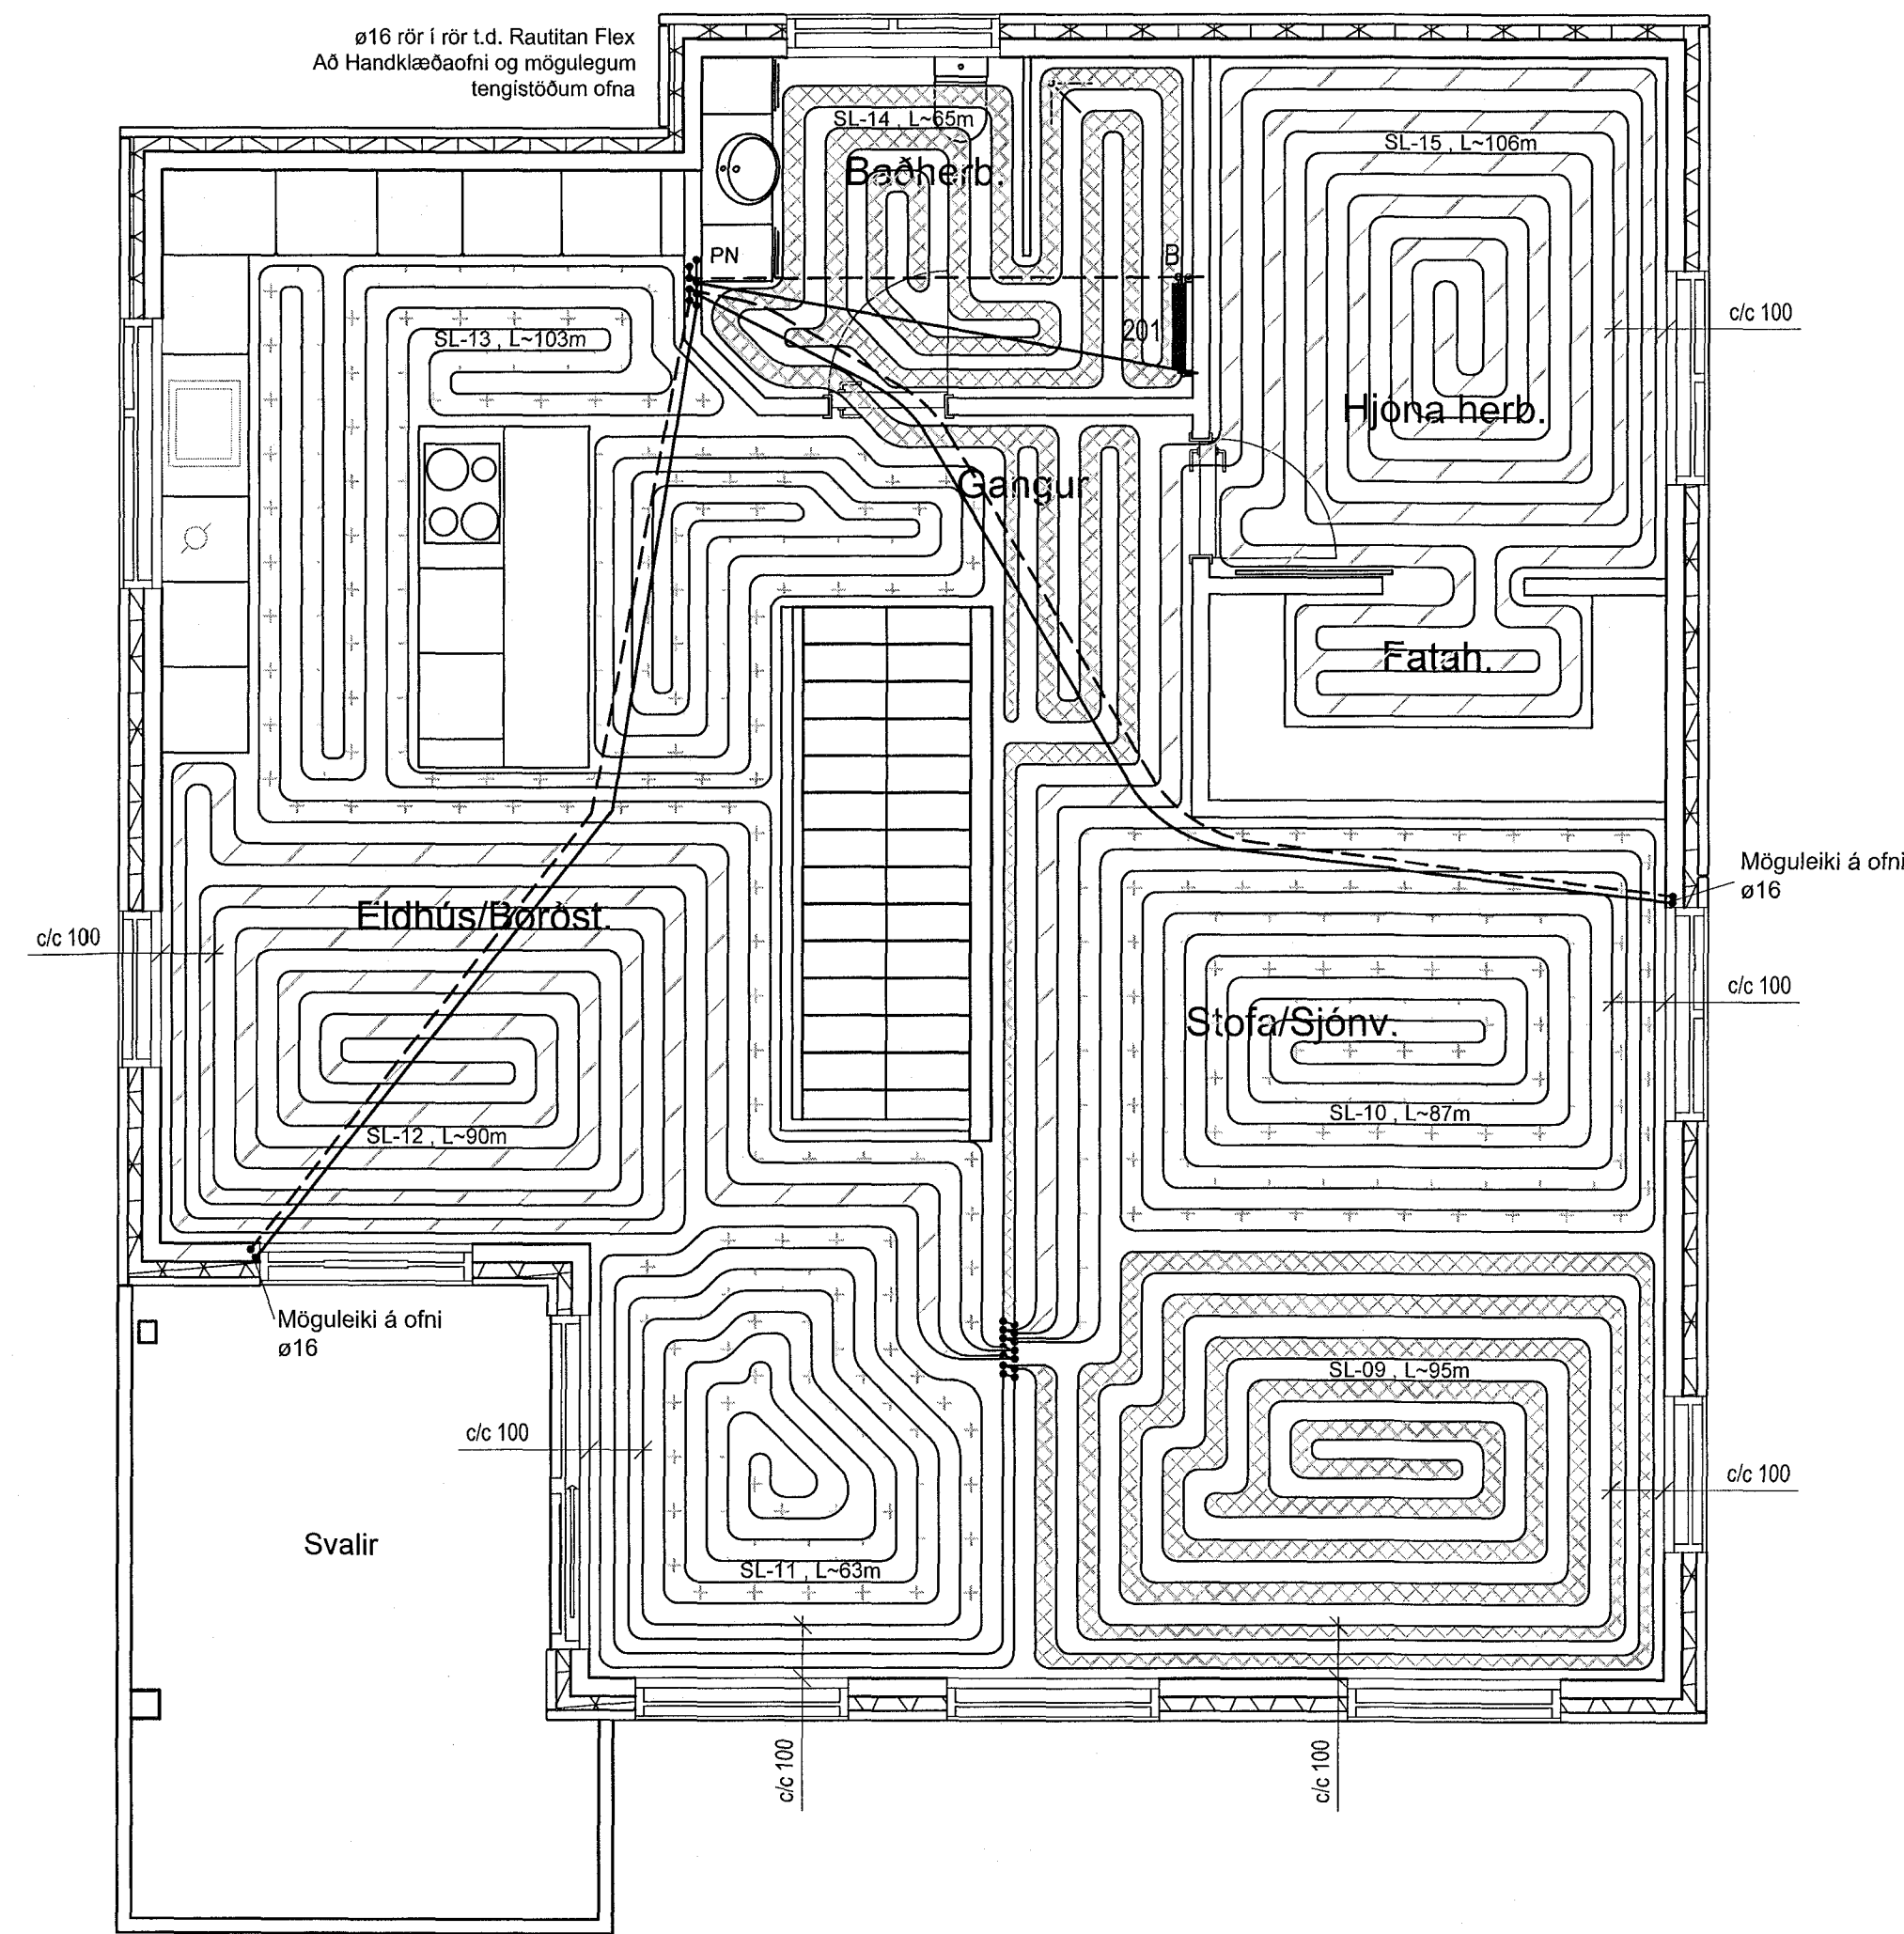 ø16 rör í rör t.d. Rautitan Flex
Að Handklæðaofni og mögulegum
tengistöðum ofna
SL-14 , L~65m
Baðherb.
SL-15 , L~106m
PN
B
201
c/c 100
SL-13 , L~103m
Hjóna herb.
Gangur
Fatah.
Möguleiki á ofni
ø16
Eldhús/Borðst.
c/c 100
c/c 100
Stofa/Sjónv.
SL-10 , L~87m
SL-12 , L~90m
Möguleiki á ofni
ø16
SL-09 , L~95m
c/c 100
c/c 100
Svalir
SL-11 , L~63m
c/c 100
c/c 100